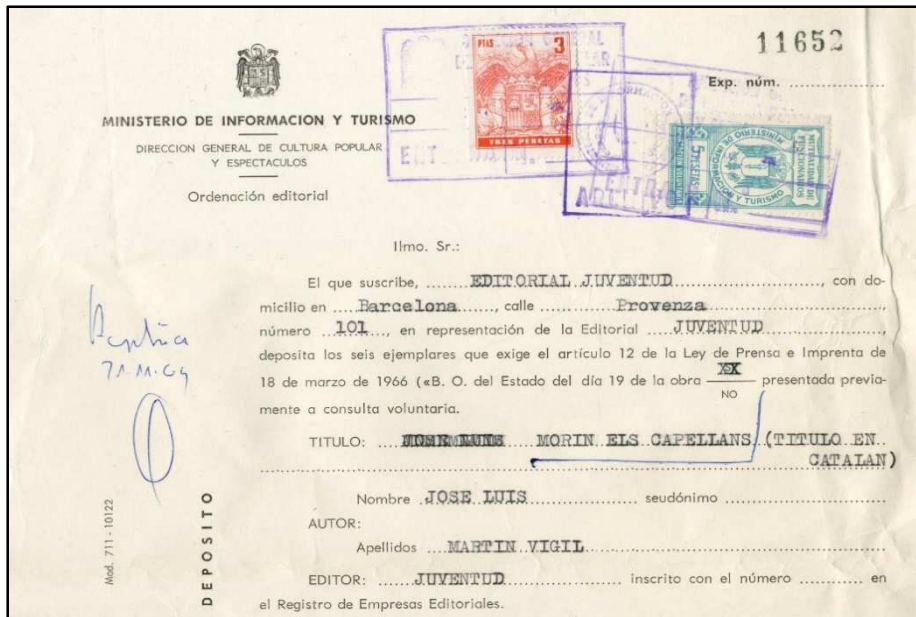 11652
Exp. núm. ....................
PTAS 3
TRES PESETAS
MUTUALIDAD DE FUNCIONARIOS
MINISTERIO DE INFORMACION Y TURISMO
5 PESETAS
MINISTERIO DE INFORMACION Y TURISMO
DIRECCION GENERAL DE CULTURA POPULAR
Y ESPECTACULOS
Ordenación editorial
Ilmo. Sr.:
El que suscribe, ........EDITORIAL JUVENTUD........................, con do-
micilio en ....Barcelona....., calle ..............Provenza..............................
número ..101..., en representación de la Editorial ....JUVENTUD..............,
deposita los seis ejemplares que exige el artículo 12 de la Ley de Prensa e Imprenta de
18 de marzo de 1966 («B. O. del Estado del día 19 de la obra XX presentada previa-
NO
mente a consulta voluntaria.
TITULO: MORIN ELS CAPELLANS (TITULO EN
CATALAN)
Nombre ..JOSE LUIS.................. seudónimo ........................
AUTOR:
Apellidos ....MARTIN VIGIL........................................
EDITOR: .....JUVENTUD.................. inscrito con el número ............ en
el Registro de Empresas Editoriales.
Mod. 711 - 10122
DEPOSITO